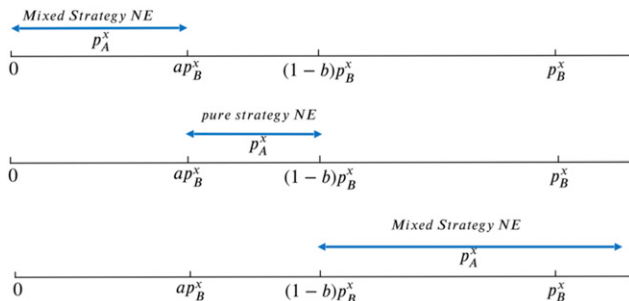 Mixed Strategy NE
p_A^x
0 ap_B^x (1 − b)p_B^x p_B^x
pure strategy NE
p_A^x
0 ap_B^x (1 − b)p_B^x p_B^x
Mixed Strategy NE
p_A^x
0 ap_B^x (1 − b)p_B^x p_B^x